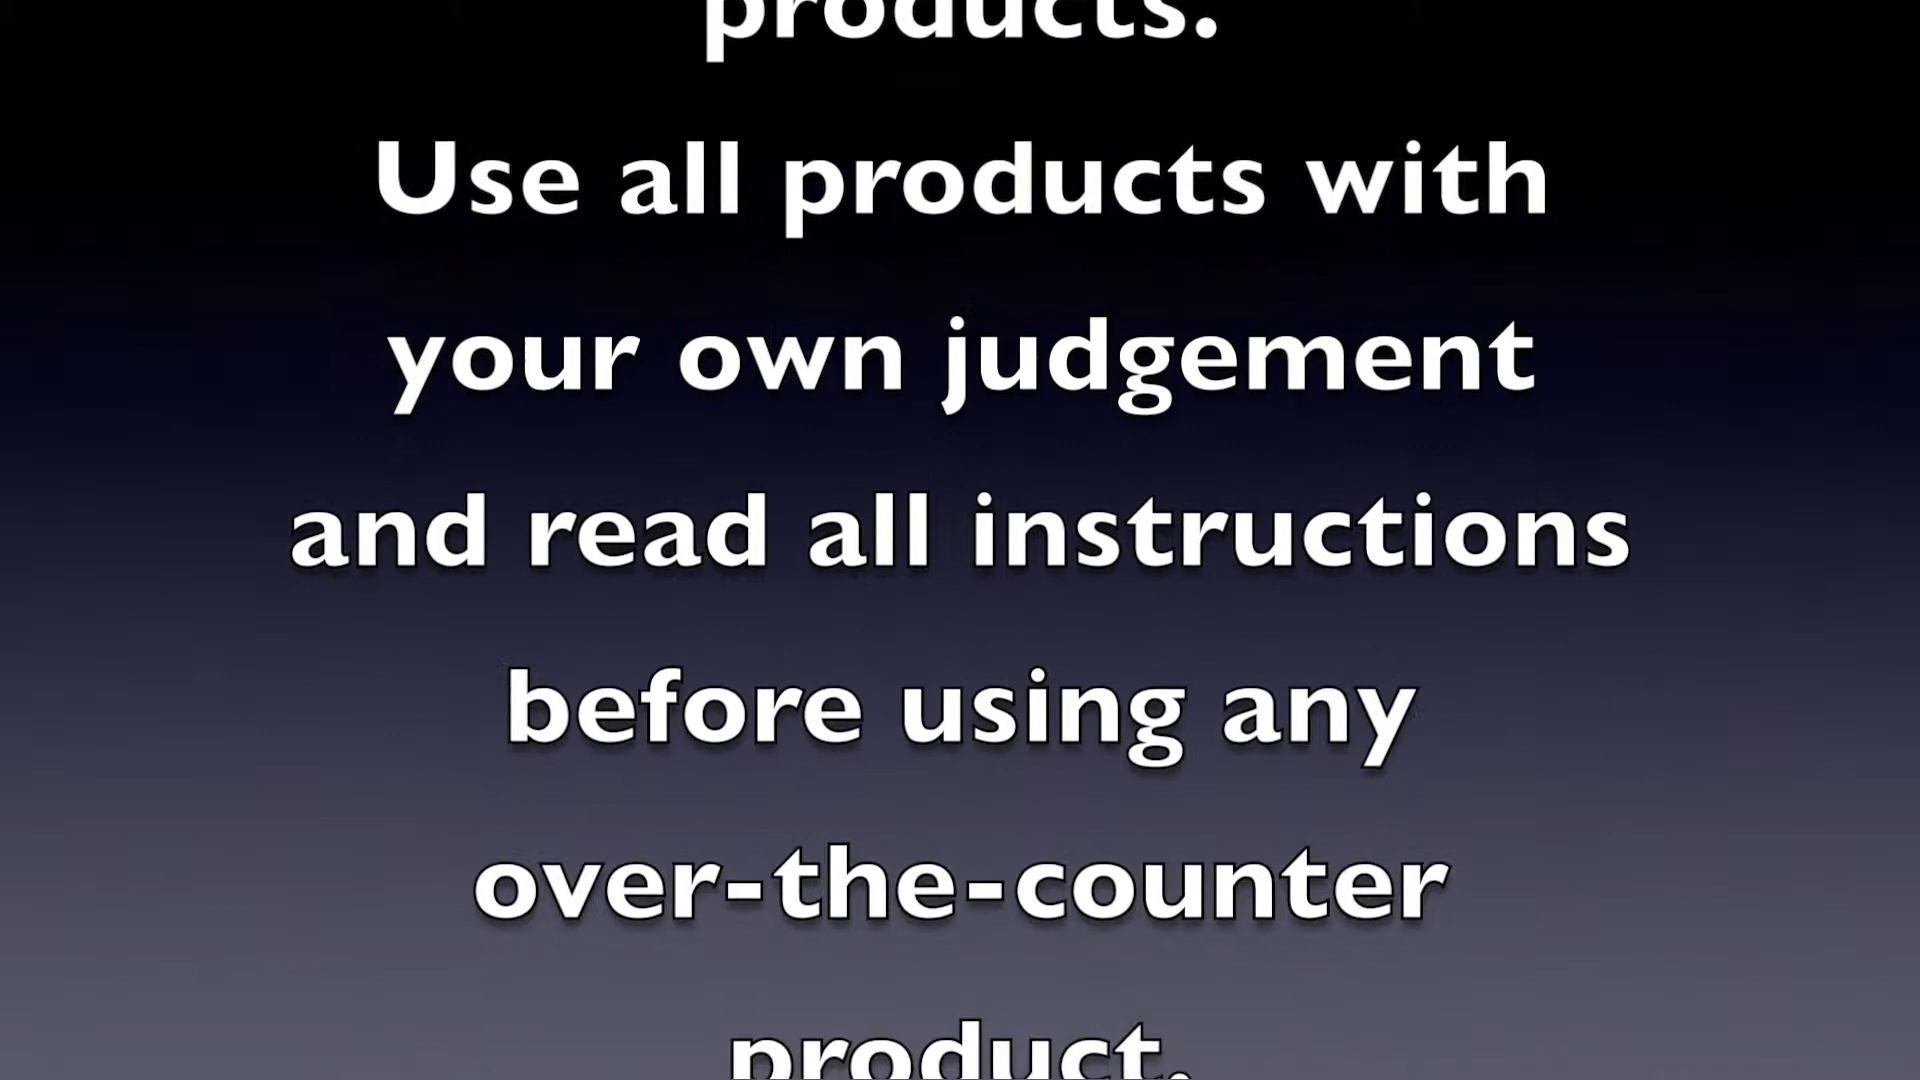 products.
Use all products with
your own judgement
and read all instructions
before using any
over-the-counter
product.